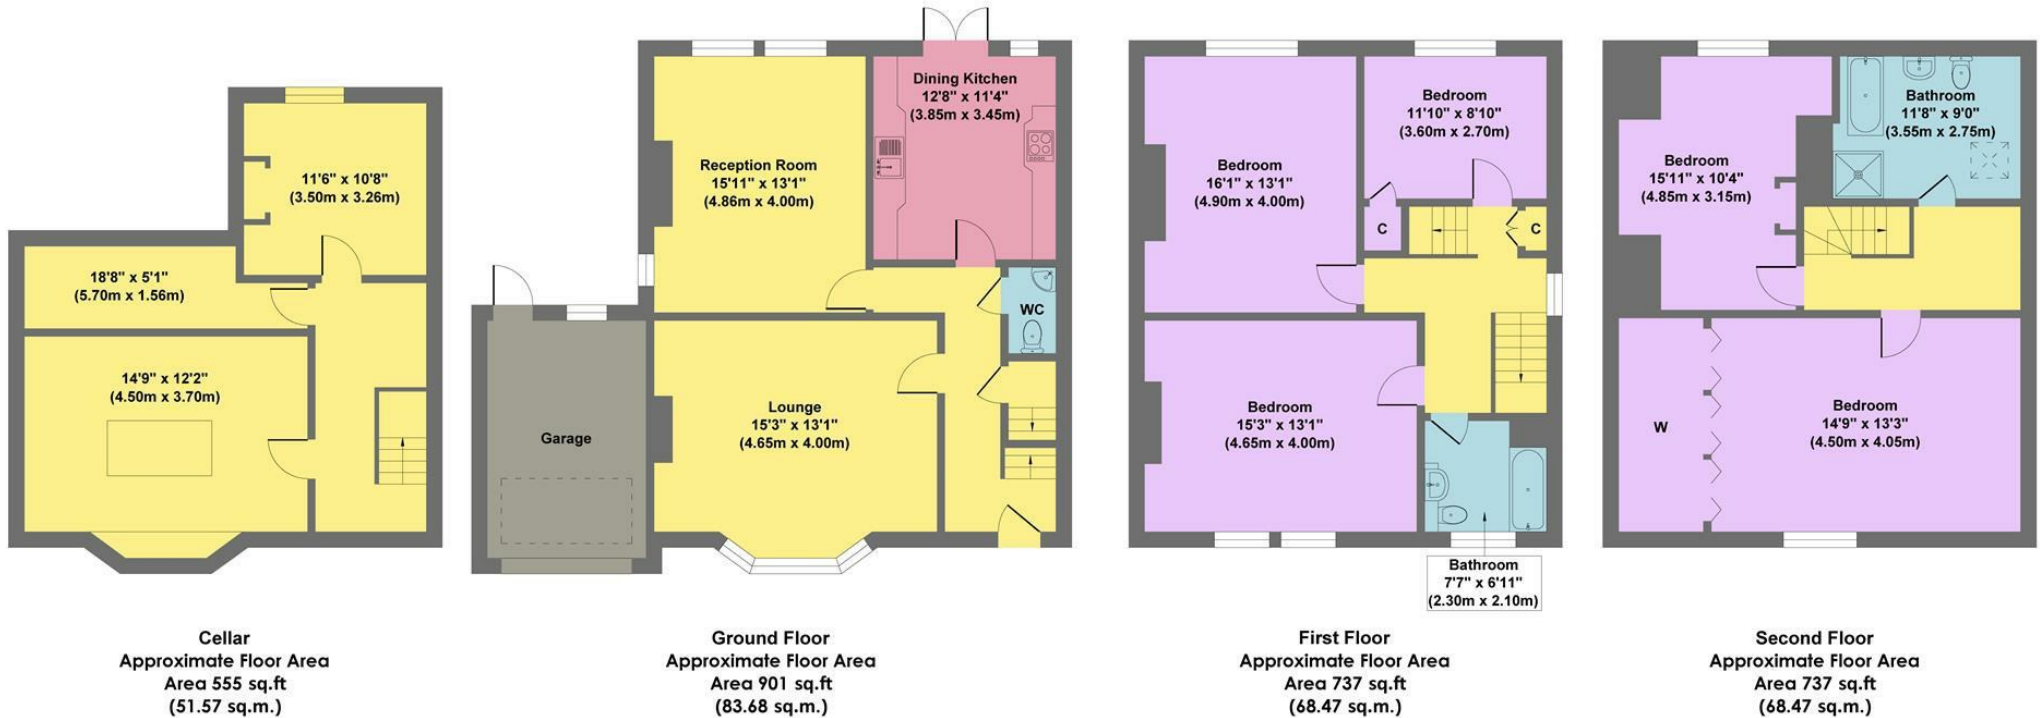 11'6" x 10'8"
(3.50m x 3.26m)
18'8" x 5'1"
(5.70m x 1.56m)
14'9" x 12'2"
(4.50m x 3.70m)
Cellar
Approximate Floor Area
Area 555 sq.ft
(51.57 sq.m.)
Dining Kitchen
12'8" x 11'4"
(3.85m x 3.45m)
Reception Room
15'11" x 13'1"
(4.86m x 4.00m)
WC
Lounge
15'3" x 13'1"
(4.65m x 4.00m)
Garage
Ground Floor
Approximate Floor Area
Area 901 sq.ft
(83.68 sq.m.)
Bedroom
11'10" x 8'10"
(3.60m x 2.70m)
Bedroom
16'1" x 13'1"
(4.90m x 4.00m)
C
C
Bedroom
15'3" x 13'1"
(4.65m x 4.00m)
Bathroom
7'7" x 6'11"
(2.30m x 2.10m)
First Floor
Approximate Floor Area
Area 737 sq.ft
(68.47 sq.m.)
Bathroom
11'8" x 9'0"
(3.55m x 2.75m)
Bedroom
15'11" x 10'4"
(4.85m x 3.15m)
Bedroom
14'9" x 13'3"
(4.50m x 4.05m)
W
Second Floor
Approximate Floor Area
Area 737 sq.ft
(68.47 sq.m.)